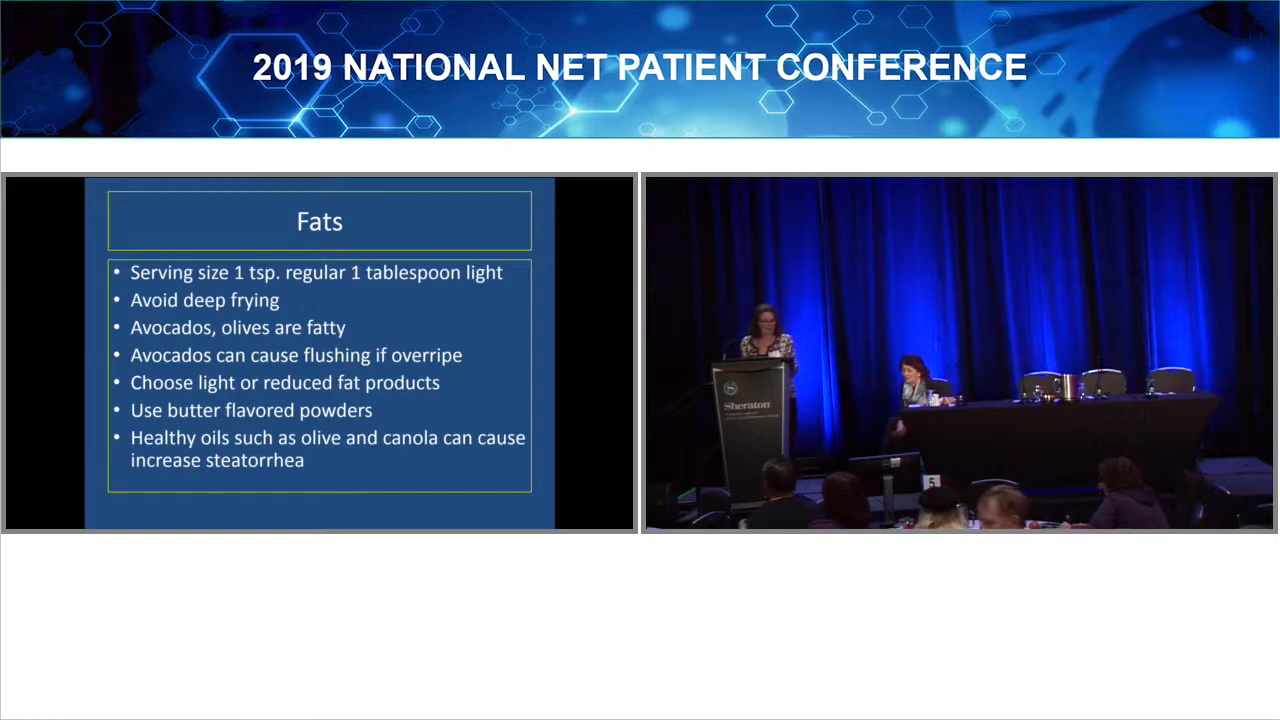 2019 NATIONAL NET PATIENT CONFERENCE
Fats
• Serving size 1 tsp. regular 1 tablespoon light
• Avoid deep frying
• Avocados, olives are fatty
• Avocados can cause flushing if overripe
• Choose light or reduced fat products
• Use butter flavored powders
• Healthy oils such as olive and canola can cause
increase steatorrhea
Sheraton
5